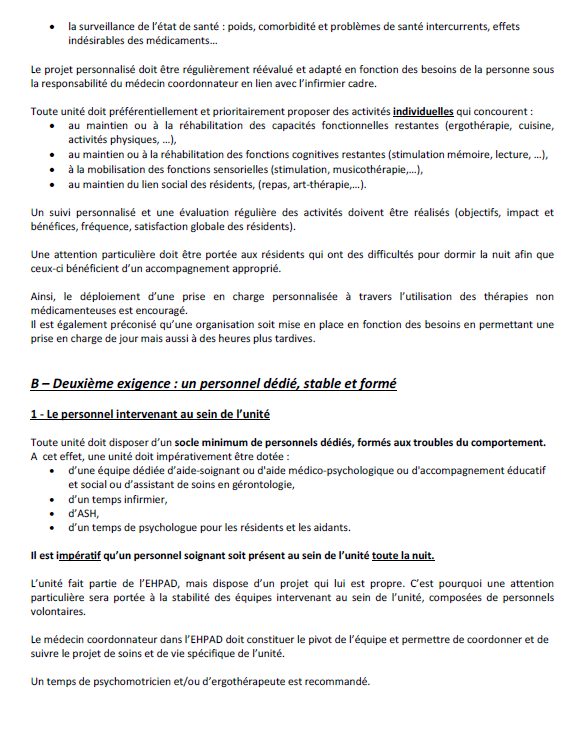 • la surveillance de l'état de santé : poids, comorbidité et problèmes de santé intercurrents, effets
indésirables des médicaments…
Le projet personnalisé doit être régulièrement réévalué et adapté en fonction des besoins de la personne sous
la responsabilité du médecin coordonnateur en lien avec l'infirmier cadre.
Toute unité doit préférentiellement et prioritairement proposer des activités individuelles qui concourent :
• au maintien ou à la réhabilitation des capacités fonctionnelles restantes (ergothérapie, cuisine,
activités physiques, …),
• au maintien ou à la réhabilitation des fonctions cognitives restantes (stimulation mémoire, lecture, …),
• à la mobilisation des fonctions sensorielles (stimulation, musicothérapie,…),
• au maintien du lien social des résidents, (repas, art-thérapie,…).
Un suivi personnalisé et une évaluation régulière des activités doivent être réalisés (objectifs, impact et
bénéfices, fréquence, satisfaction globale des résidents).
Une attention particulière doit être portée aux résidents qui ont des difficultés pour dormir la nuit afin que
ceux-ci bénéficient d'un accompagnement approprié.
Ainsi, le déploiement d'une prise en charge personnalisée à travers l'utilisation des thérapies non
médicamenteuses est encouragé.
Il est également préconisé qu'une organisation soit mise en place en fonction des besoins en permettant une
prise en charge de jour mais aussi à des heures plus tardives.
B – Deuxième exigence : un personnel dédié, stable et formé
1 - Le personnel intervenant au sein de l'unité
Toute unité doit disposer d'un socle minimum de personnels dédiés, formés aux troubles du comportement.
A cet effet, une unité doit impérativement être dotée :
• d'une équipe dédiée d'aide-soignant ou d'aide médico-psychologique ou d'accompagnement éducatif
et social ou d'assistant de soins en gérontologie,
• d'un temps infirmier,
• d'ASH,
• d'un temps de psychologue pour les résidents et les aidants.
Il est impératif qu'un personnel soignant soit présent au sein de l'unité toute la nuit.
L'unité fait partie de l'EHPAD, mais dispose d'un projet qui lui est propre. C'est pourquoi une attention
particulière sera portée à la stabilité des équipes intervenant au sein de l'unité, composées de personnels
volontaires.
Le médecin coordonnateur dans l'EHPAD doit constituer le pivot de l'équipe et permettre de coordonner et de
suivre le projet de soins et de vie spécifique de l'unité.
Un temps de psychomotricien et/ou d'ergothérapeute est recommandé.